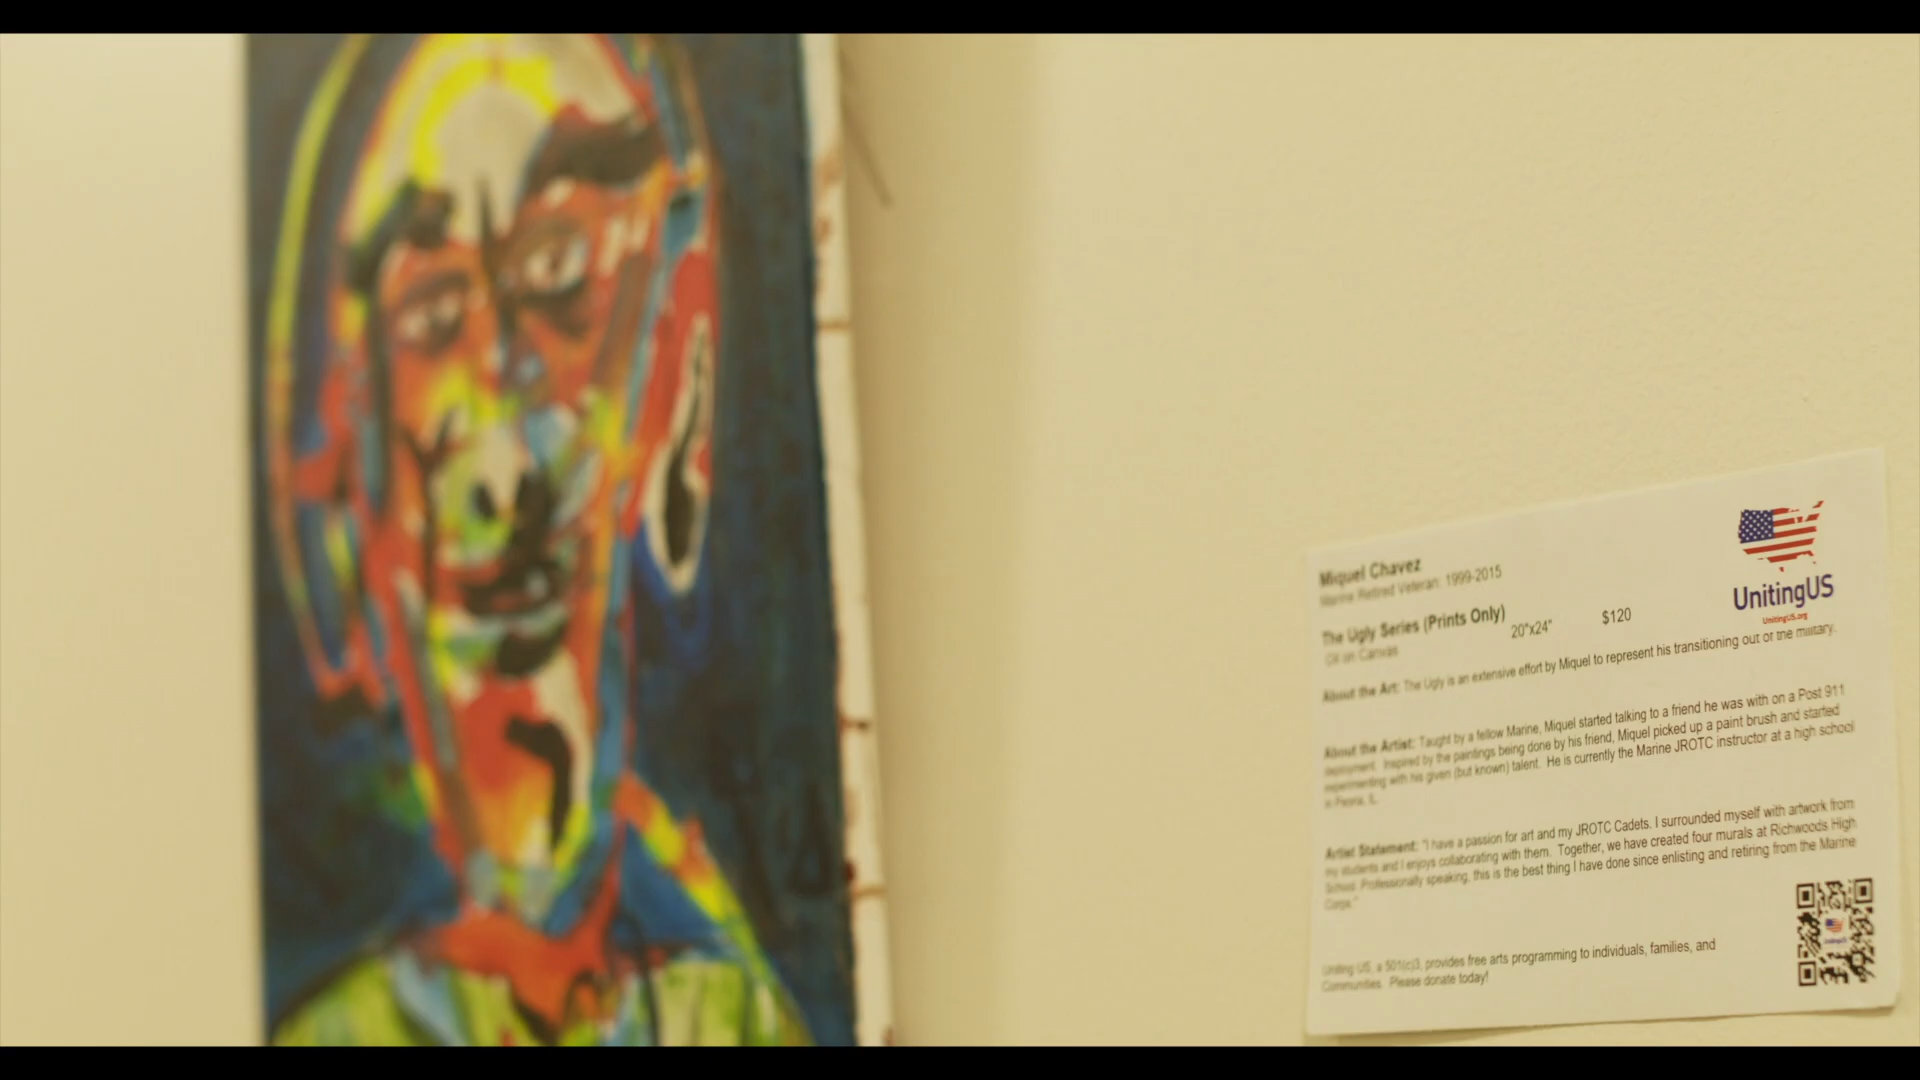 Miquel Chavez
Marine Retired Veteran: 1999-2015
UnitingUS
UnitingUS.org
The Ugly Series (Prints Only)
20"x24"
$120
Oil on Canvas
About the Art: The Ugly is an extensive effort by Miquel to represent his transitioning out of the military.
About the Artist: Taught by a fellow Marine, Miquel started talking to a friend he was with on a Post 911
deployment. Inspired by the paintings being done by his friend, Miquel picked up a paint brush and started
experimenting with his given (but known) talent. He is currently the Marine JROTC instructor at a high school
in Peoria, IL.
Artist Statement: "I have a passion for art and my JROTC Cadets. I surrounded myself with artwork from
my students and I enjoys collaborating with them. Together, we have created four murals at Richwoods High
School. Professionally speaking, this is the best thing I have done since enlisting and retiring from the Marine
Corps."
Uniting US, a 501(c)3, provides free arts programming to individuals, families, and
Communities. Please donate today!